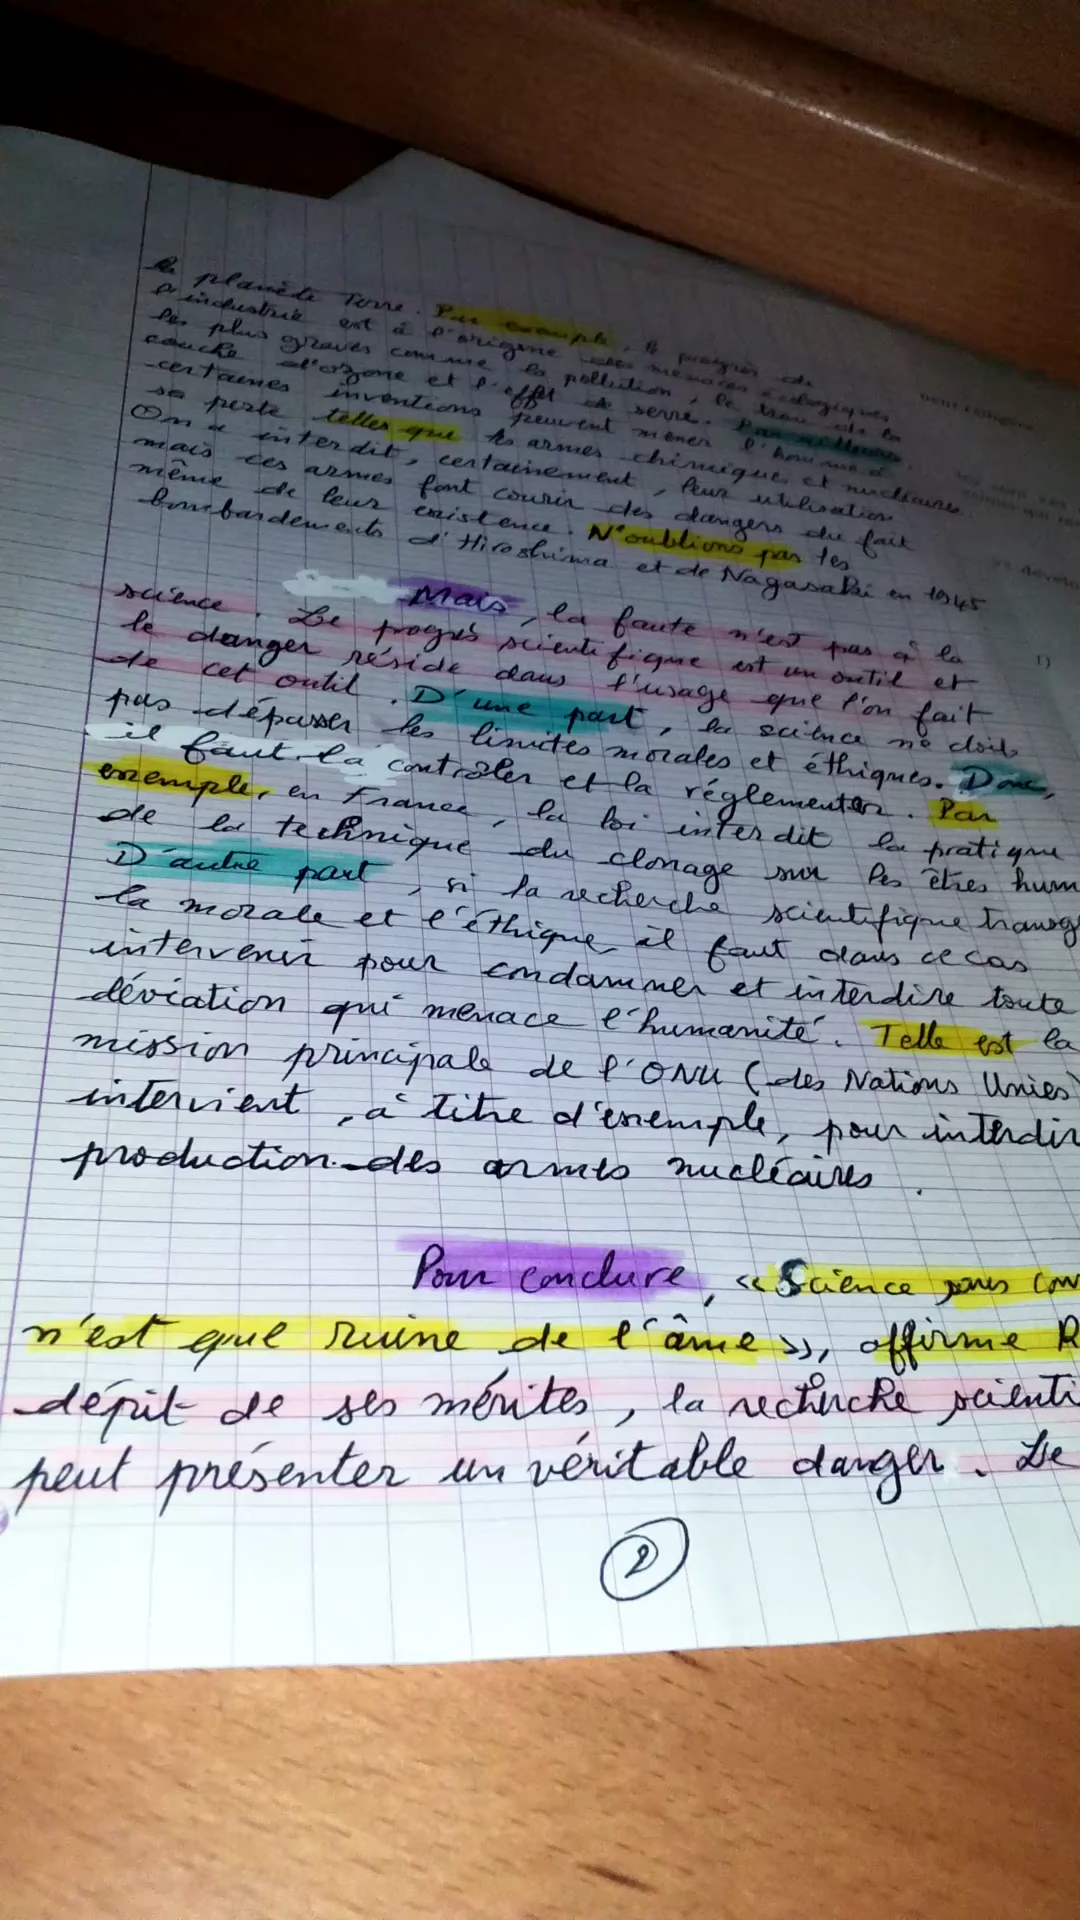 la planète Terre. Par exemple, le progrès de
l'industrie est à l'origine des menaces écologiques
les plus graves comme la pollution, le trou de la
couche d'ozone et l'effet de serre. Par ailleurs,
certaines inventions peuvent mener l'homme à
sa perte telles que les armes chimiques et nucléaires.
On a interdit, certainement, leur utilisation
mais ces armes font courir des dangers du fait
même de leur existence. N'oublions pas les
bombardements d'Hiroshima et de Nagasaki en 1945
Mais, la faute n'est pas à la
science. Le progrès scientifique est un outil et
le danger réside dans l'usage que l'on fait
de cet outil. D'une part, la science ne doit
pas dépasser les limites morales et éthiques. Donc,
il faut la contrôler et la réglementer. Par
exemple, en France, la loi interdit la pratique
de la technique du clonage sur les êtres hum
D'autre part, si la recherche scientifique transg
la morale et l'éthique, il faut dans ce cas
intervenir pour condamner et interdire toute
déviation qui menace l'humanité. Telle est la
mission principale de l'ONU (des Nations Unies)
intervient, à titre d'exemple, pour interdir
production des armes nucléaires.
Pour conclure, « Science sans con
n'est que ruine de l'âme », affirme R
dépit de ses mérites, la recherche scienti
peut présenter un véritable danger. Le
2